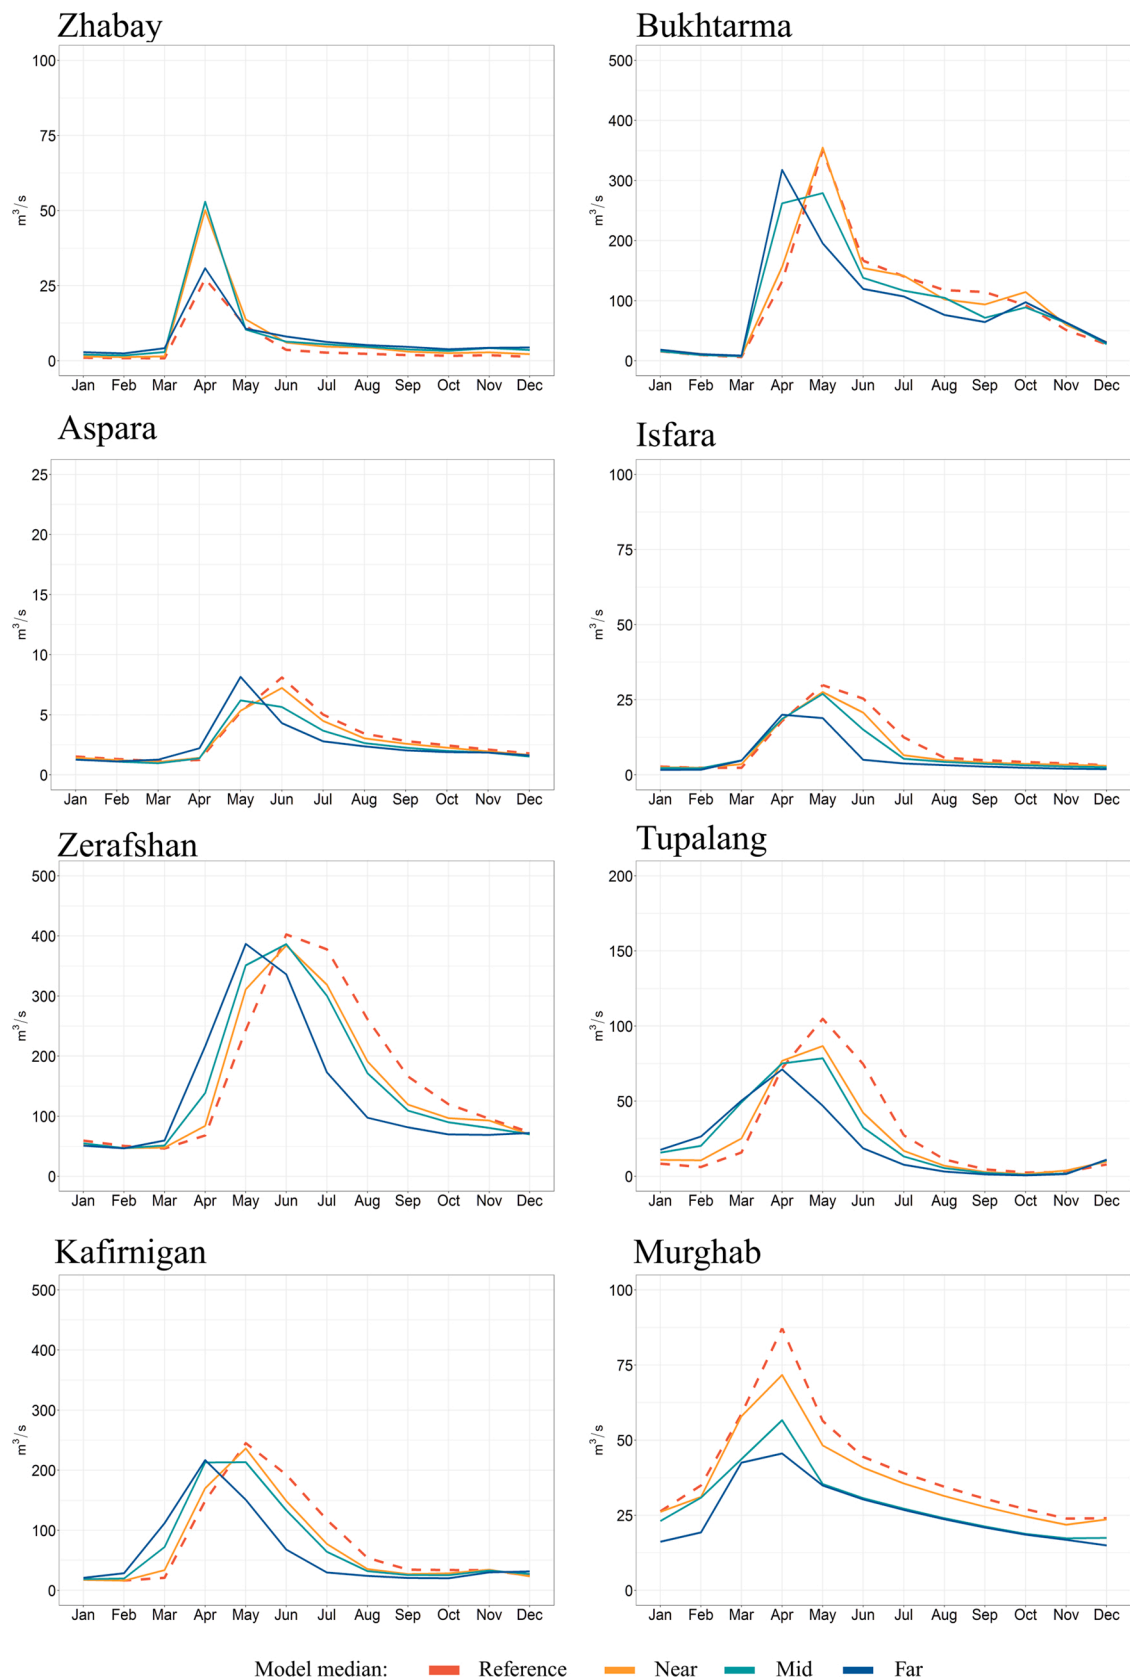 Zhabay
100
75
50
25
0
m³/s
Jan Feb Mar Apr May Jun Jul Aug Sep Oct Nov Dec
Bukhtarma
500
400
300
200
100
0
m³/s
Jan Feb Mar Apr May Jun Jul Aug Sep Oct Nov Dec
Aspara
25
20
15
10
5
0
m³/s
Jan Feb Mar Apr May Jun Jul Aug Sep Oct Nov Dec
Isfara
100
75
50
25
0
m³/s
Jan Feb Mar Apr May Jun Jul Aug Sep Oct Nov Dec
Zerafshan
500
400
300
200
100
0
m³/s
Jan Feb Mar Apr May Jun Jul Aug Sep Oct Nov Dec
Tupalang
200
150
100
50
0
m³/s
Jan Feb Mar Apr May Jun Jul Aug Sep Oct Nov Dec
Kafirnigan
500
400
300
200
100
0
m³/s
Jan Feb Mar Apr May Jun Jul Aug Sep Oct Nov Dec
Murghab
100
75
50
25
0
m³/s
Jan Feb Mar Apr May Jun Jul Aug Sep Oct Nov Dec
Model median: Reference Near Mid Far